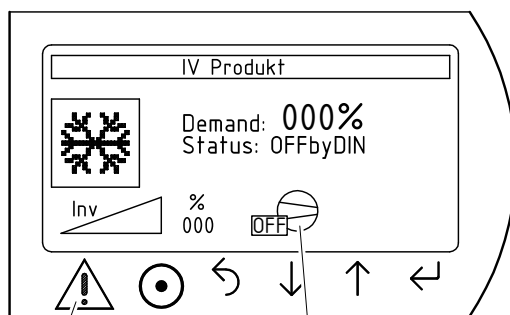 IV Produkt
Demand: 000%
Status: OFFbyDIN
Inv % 
000
OFF